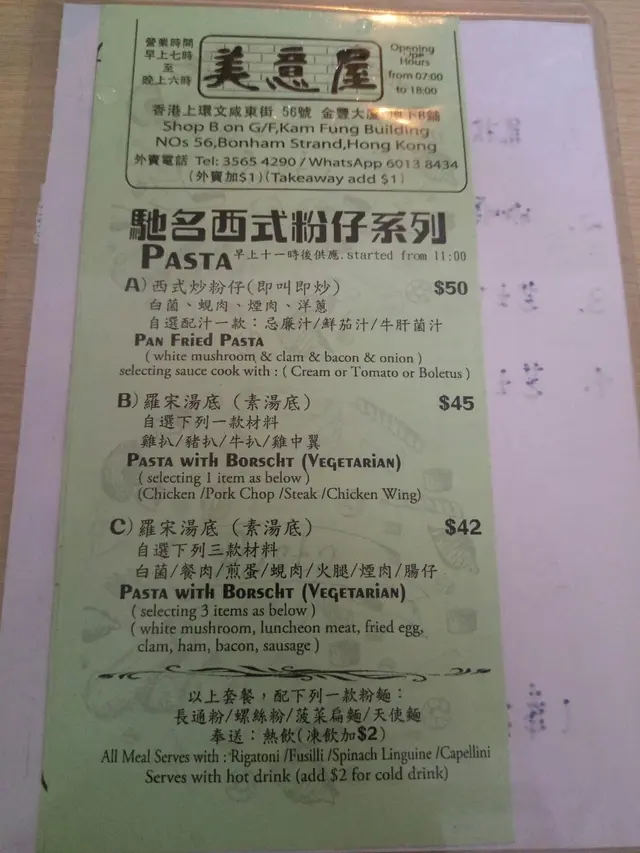 營業時間
早上七時
至
晚上六時
美意屋
Opening
Hours
from 07:00
to 18:00
香港上環文咸東街 56號 金豐大廈 地下B鋪
Shop B on G/F,Kam Fung Building
NOs 56,Bonham Strand,Hong Kong
外賣電話 Tel: 3565 4290 / WhatsApp 6013 8434
(外賣加$1)(Takeaway add $1)
馳名西式粉仔系列
PASTA 早上十一時後供應. started from 11:00
A) 西式炒粉仔(即叫即炒) $50
白菌、蜆肉、煙肉、洋蔥
自選配汁一款：忌廉汁/鮮茄汁/牛肝菌汁
PAN FRIED PASTA
( white mushroom & clam & bacon & onion )
selecting sauce cook with : ( Cream or Tomato or Boletus )
B) 羅宋湯底 (素湯底) $45
自選下列一款材料
雞扒/豬扒/牛扒/雞中翼
PASTA WITH BORSCHT (VEGETARIAN)
( selecting 1 item as below )
(Chicken /Pork Chop /Steak /Chicken Wing)
C) 羅宋湯底 (素湯底) $42
自選下列三款材料
白菌/餐肉/煎蛋/蜆肉/火腿/煙肉/腸仔
PASTA WITH BORSCHT (VEGETARIAN)
( selecting 3 items as below )
( white mushroom, luncheon meat, fried egg,
clam, ham, bacon, sausage )
以上套餐，配下列一款粉麵：
長通粉/螺絲粉/菠菜扁麵/天使麵
奉送：熱飲(凍飲加$2)
All Meal Serves with : Rigatoni /Fusilli /Spinach Linguine /Capellini
Serves with hot drink (add $2 for cold drink)